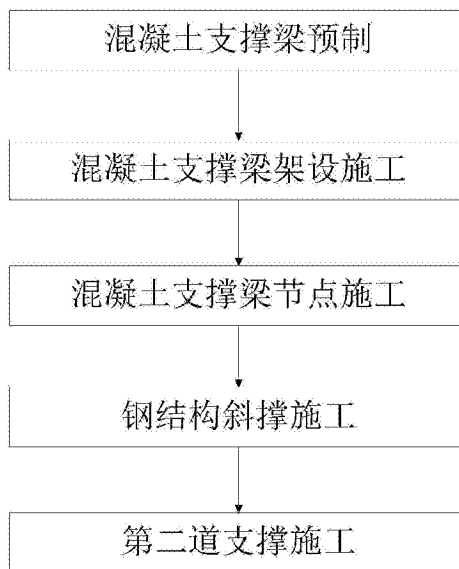 混凝土支撑梁预制
混凝土支撑梁架设施工
混凝土支撑梁节点施工
钢结构斜撑施工
第二道支撑施工